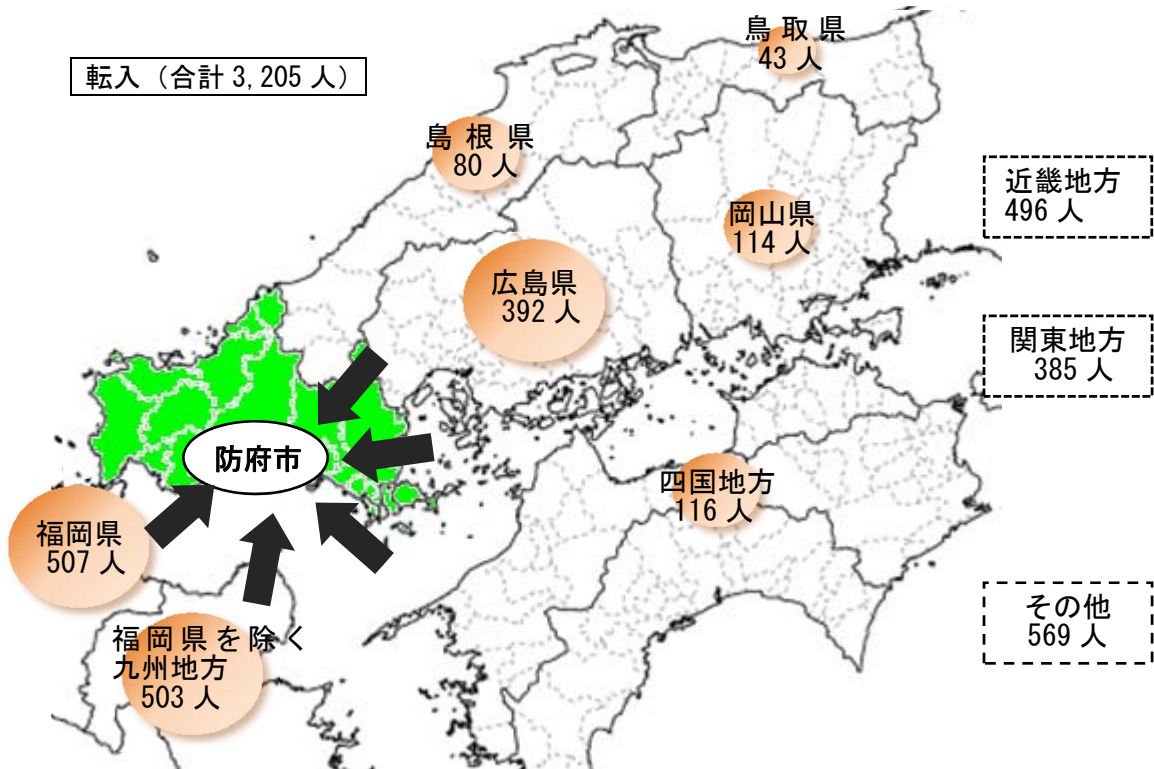 転入（合計 3,205 人）
鳥取県
43 人
島根県
80 人
近畿地方
496 人
岡山県
114 人
広島県
392 人
関東地方
385 人
防府市
四国地方
116 人
福岡県
507 人
その他
569 人
福岡県を除く
九州地方
503 人